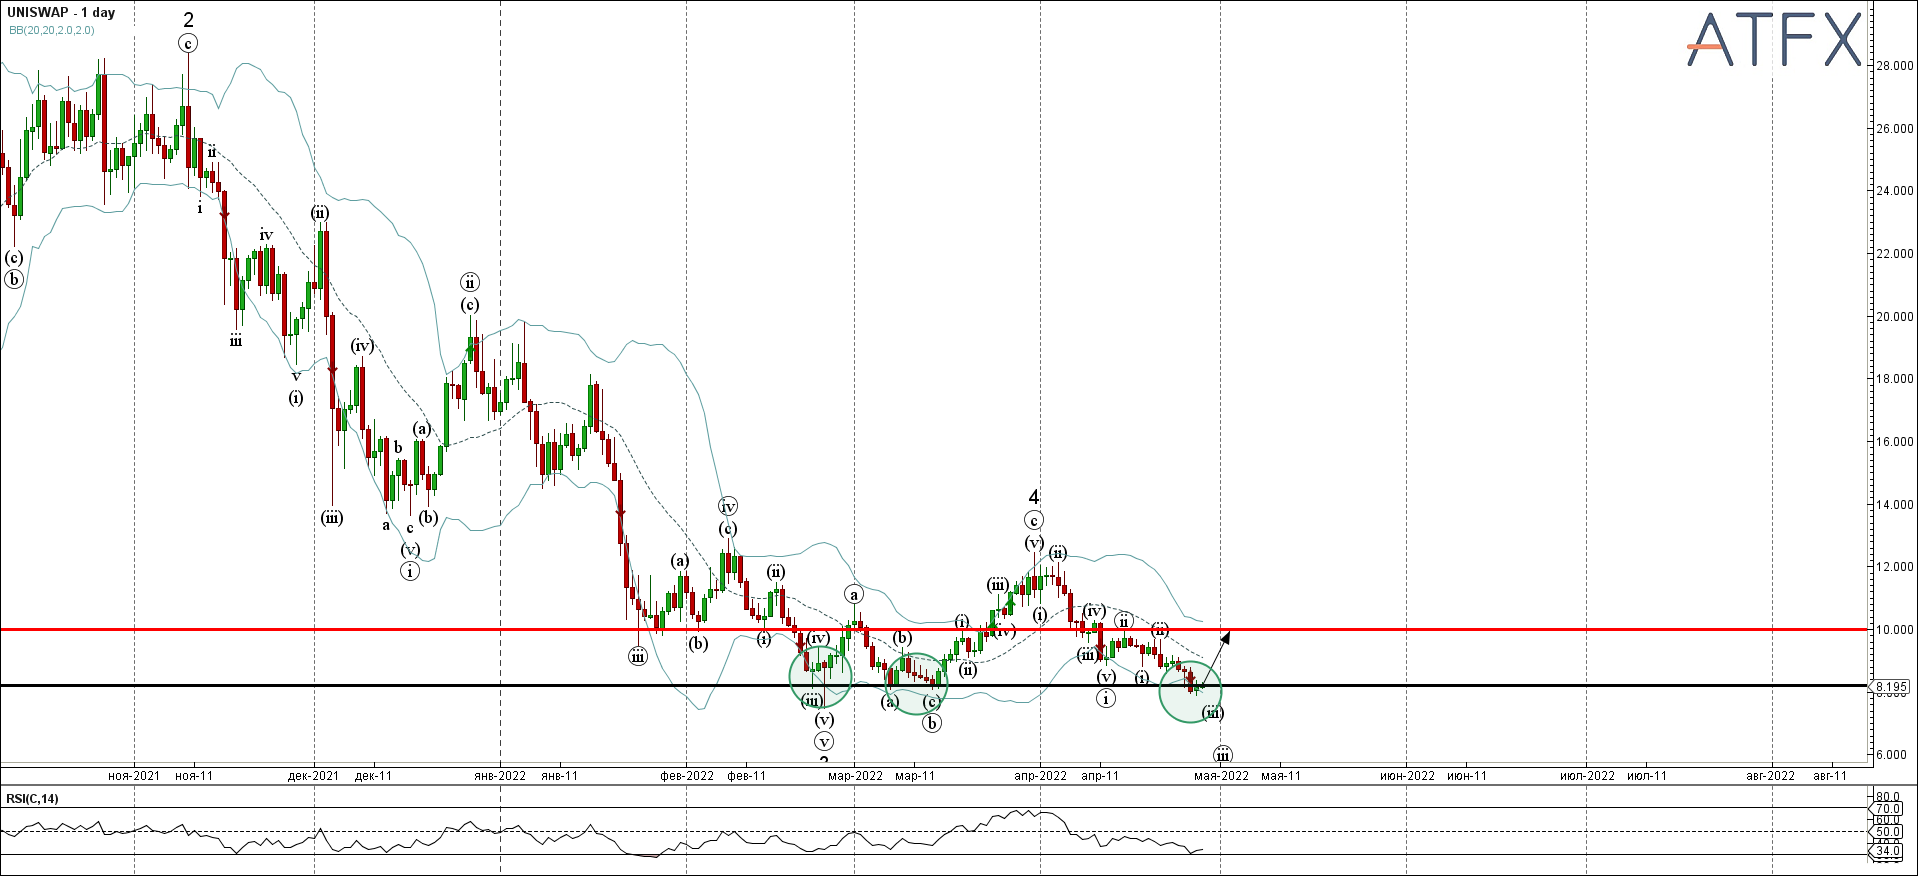 UNISWAP - 1 day
BB(20,20,2.0,2.0)
ATFX
2
c
ii
i
(c)
b
iv
iii
v
(i)
(ii)
(iv)
(iii)
a
b
c
(a)
(b)
(v)
i
ii
(c)
iii
(a)
(b)
iv
(c)
(i)
(ii)
(iv)
(iii)
(v)
v
a
(a)
(b)
(c)
b
(i)
(ii)
(iii)
(iv)
4
c
(v)
(ii)
(i)
(iv)
(iii)
(v)
i
ii
(i)
(ii)
(iii)
iii
28.000
26.000
24.000
22.000
20.000
18.000
16.000
14.000
12.000
10.000
8.195
6.000
ноя-2021 ноя-11 дек-2021 дек-11 янв-2022 янв-11 фев-2022 фев-11 мар-2022 мар-11 апр-2022 апр-11 мая-2022 мая-11 июн-2022 июн-11 июл-2022 июл-11 авг-2022 авг-11
RSI(C,14)
80.0
70.0
60.0
50.0
34.0